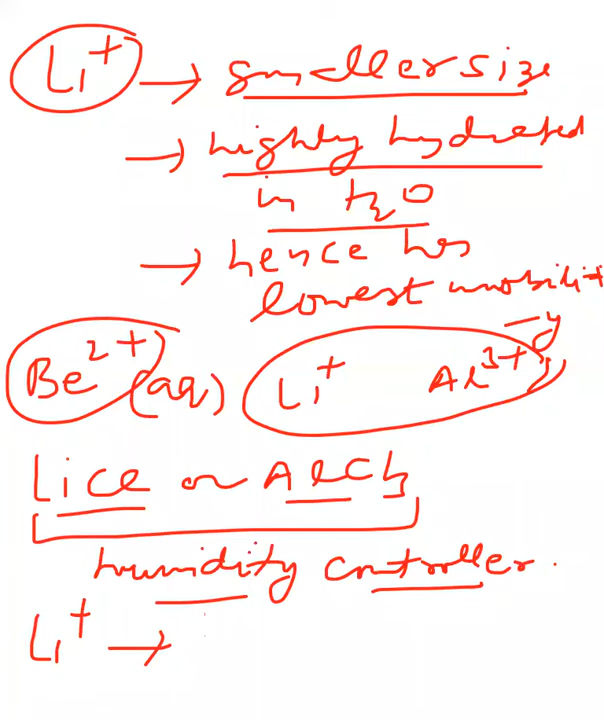 Li⁺ → smaller size
→ highly hydrated
in H₂O
→ hence has
lowest mobilit
–y
Be²⁺(aq) Li⁺ Al³⁺
LiCl or AlCl₃
humidity controller.
Li⁺ →